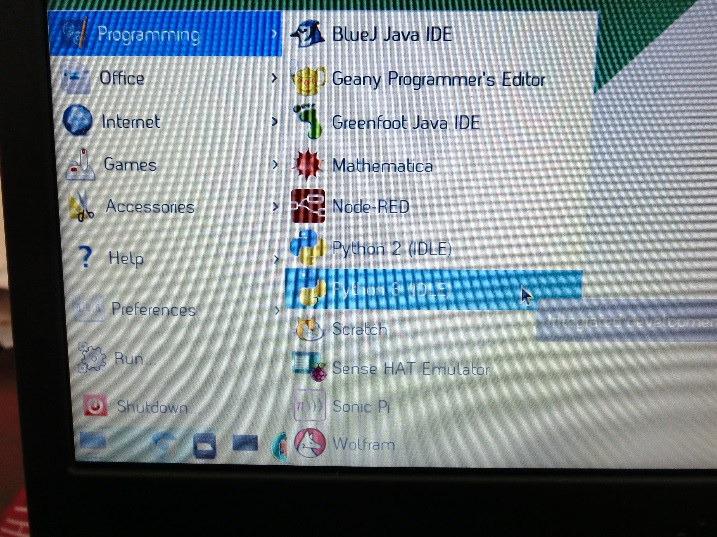 Programming
Office
Internet
Games
Accessories
Help
Preferences
Run...
Shutdown...
BlueJ Java IDE
Geany Programmer's Editor
Greenfoot Java IDE
Mathematica
Node-RED
Python 2 (IDLE)
Python 3 (IDLE)
Scratch
Sense HAT Emulator
Sonic Pi
Wolfram